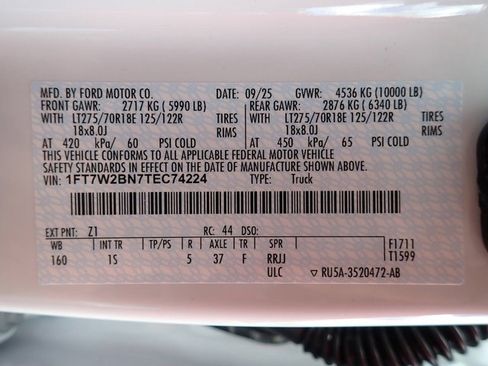 MFD. BY FORD MOTOR CO. DATE: 09/25 GVWR: 4536 KG (10000 LB)
FRONT GAWR: 2717 KG (5990 LB) REAR GAWR: 2876 KG (6340 LB)
WITH LT275/70R18E 125/122R TIRES WITH LT275/70R18E 125/122R TIRES
18x8.0J RIMS 18x8.0J RIMS
AT 420 kPa/ 60 PSI COLD AT 450 kPa/ 65 PSI COLD
THIS VEHICLE CONFORMS TO ALL APPLICABLE FEDERAL MOTOR VEHICLE
SAFETY STANDARDS IN EFFECT ON THE DATE OF MANUFACTURE SHOWN ABOVE.
VIN: 1FT7W2BN7TEC74224 TYPE: Truck
EXT PNT: Z1 RC: 44 DSO:
WB INT TR TP/PS R AXLE TR SPR F1711
160 1S 5 37 F RRJJ T1599
ULC ▽ RU5A-3520472-AB